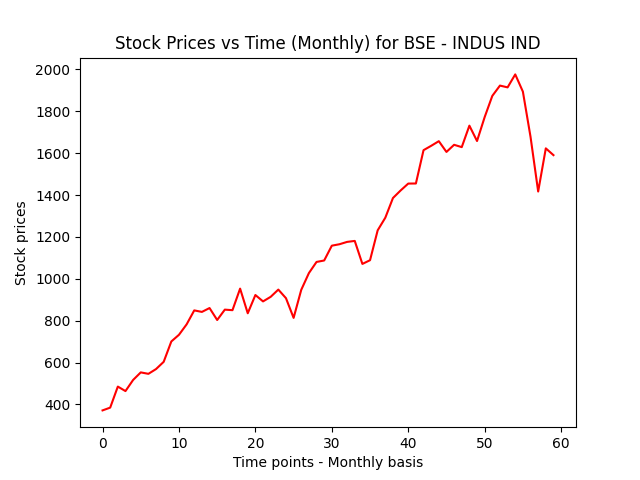 Stock Prices vs Time (Monthly) for BSE - INDUS IND
2000
1800
1600
1400
1200
1000
800
600
400
Stock prices
0 10 20 30 40 50 60
Time points - Monthly basis